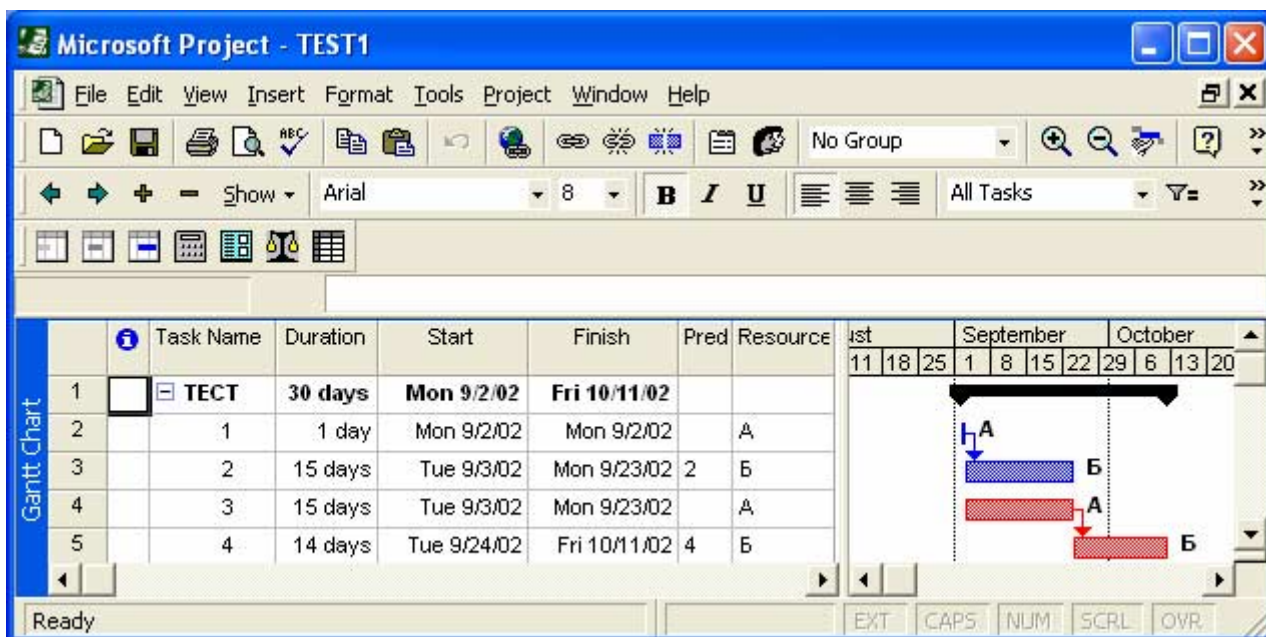 Microsoft Project - TEST1
File Edit View Insert Format Tools Project Window Help
ABC No Group
Show Arial 8 B I U All Tasks
Task Name Duration Start Finish Pred Resource ust September October
11 18 25 1 8 15 22 29 6 13 20
Gantt Chart
1 ТЕСТ 30 days Mon 9/2/02 Fri 10/11/02
2 1 1 day Mon 9/2/02 Mon 9/2/02 А А
3 2 15 days Tue 9/3/02 Mon 9/23/02 2 Б Б
4 3 15 days Tue 9/3/02 Mon 9/23/02 А А
5 4 14 days Tue 9/24/02 Fri 10/11/02 4 Б Б
Ready EXT CAPS NUM SCRL OVR